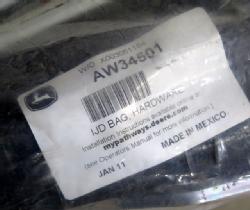 AW34801
IJD BAG, HARDWARE
Installation Instructions available online at
mypathways.deere.com
(see Operators Manual for more information)
JAN 11 MADE IN MEXICO